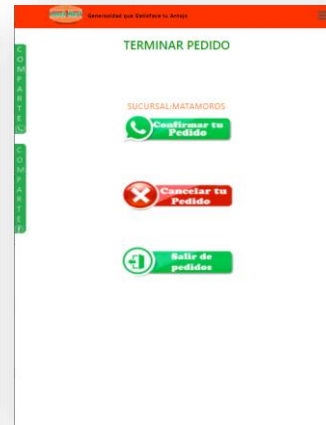 Generosidad que Satisface tu Antojo
TERMINAR PEDIDO
COMPARTE
COMPARTE
SUCURSAL:MATAMOROS
Confirmar tu
Pedido
Cancelar tu
Pedido
Salir de
pedidos